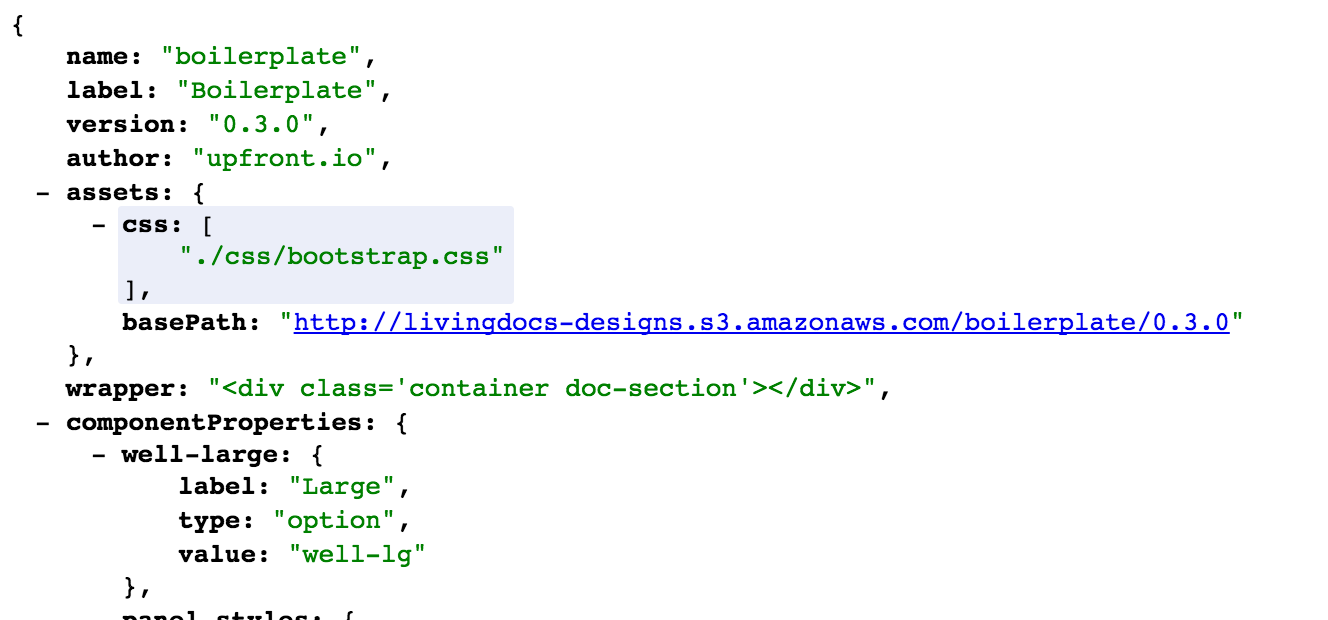 {
name: "boilerplate",
label: "Boilerplate",
version: "0.3.0",
author: "upfront.io",
- assets: {
- css: [
"./css/bootstrap.css"
],
basePath: "http://livingdocs-designs.s3.amazonaws.com/boilerplate/0.3.0"
},
wrapper: "<div class='container doc-section'></div>",
- componentProperties: {
- well-large: {
label: "Large",
type: "option",
value: "well-lg"
},